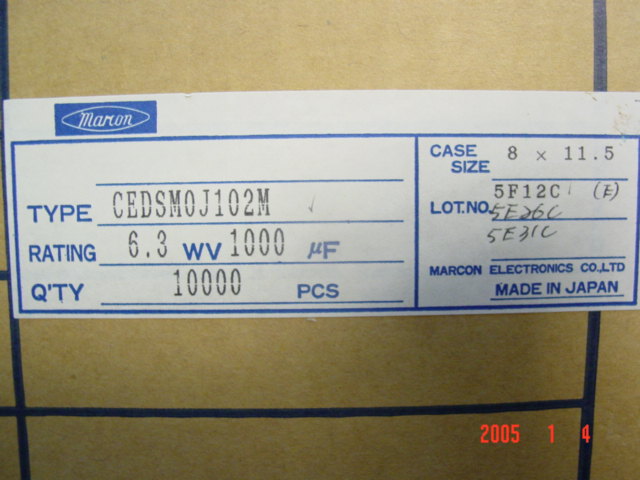 Marcon
TYPE CEDSM0J102M
RATING 6.3 WV 1000 μF
Q'TY 10000 PCS
CASE SIZE 8 × 11.5
LOT.NO. 5F12C (E)
5E26C
5E31C
MARCON ELECTRONICS CO.,LTD
MADE IN JAPAN
2005 1 4